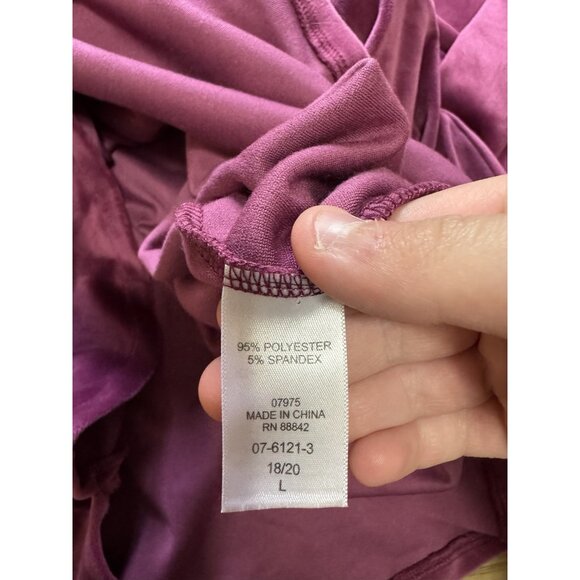 95% POLYESTER
5% SPANDEX
07975
MADE IN CHINA
RN 88842
07-6121-3
18/20
L